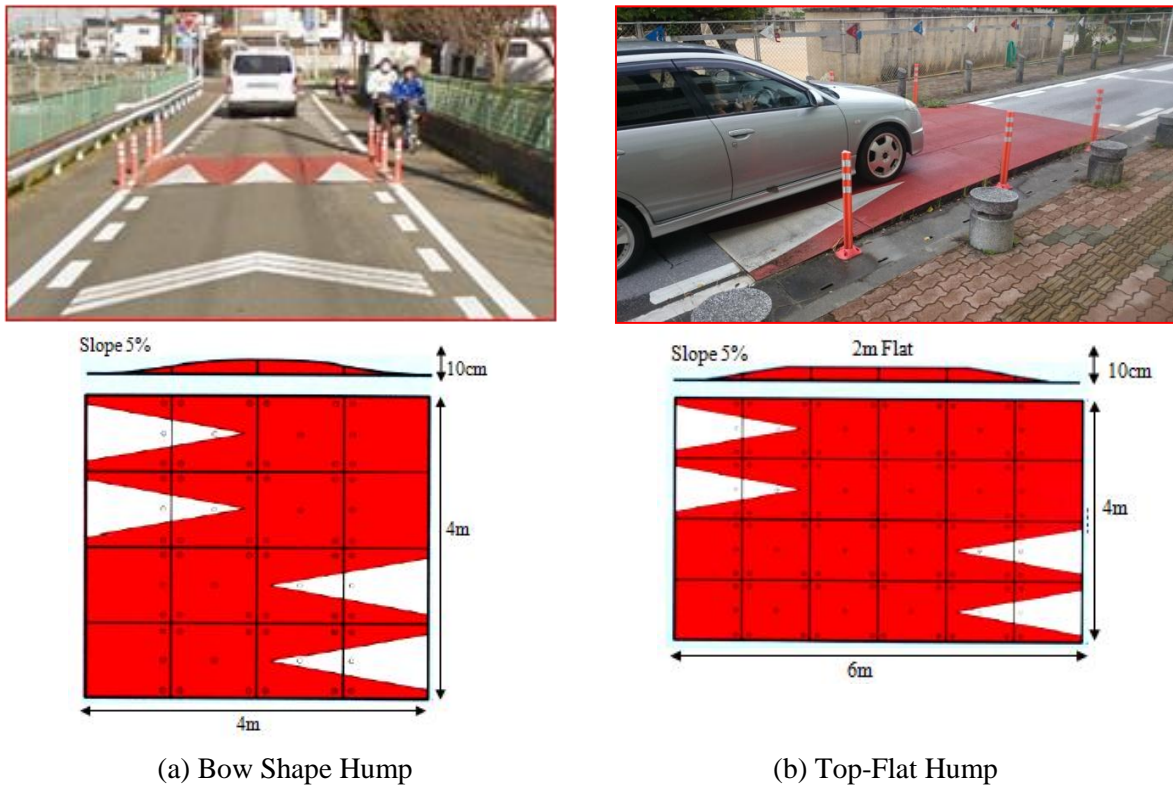 Slope 5%
10cm
4m
4m
(a) Bow Shape Hump
Slope 5%
2m Flat
10cm
4m
6m
(b) Top-Flat Hump